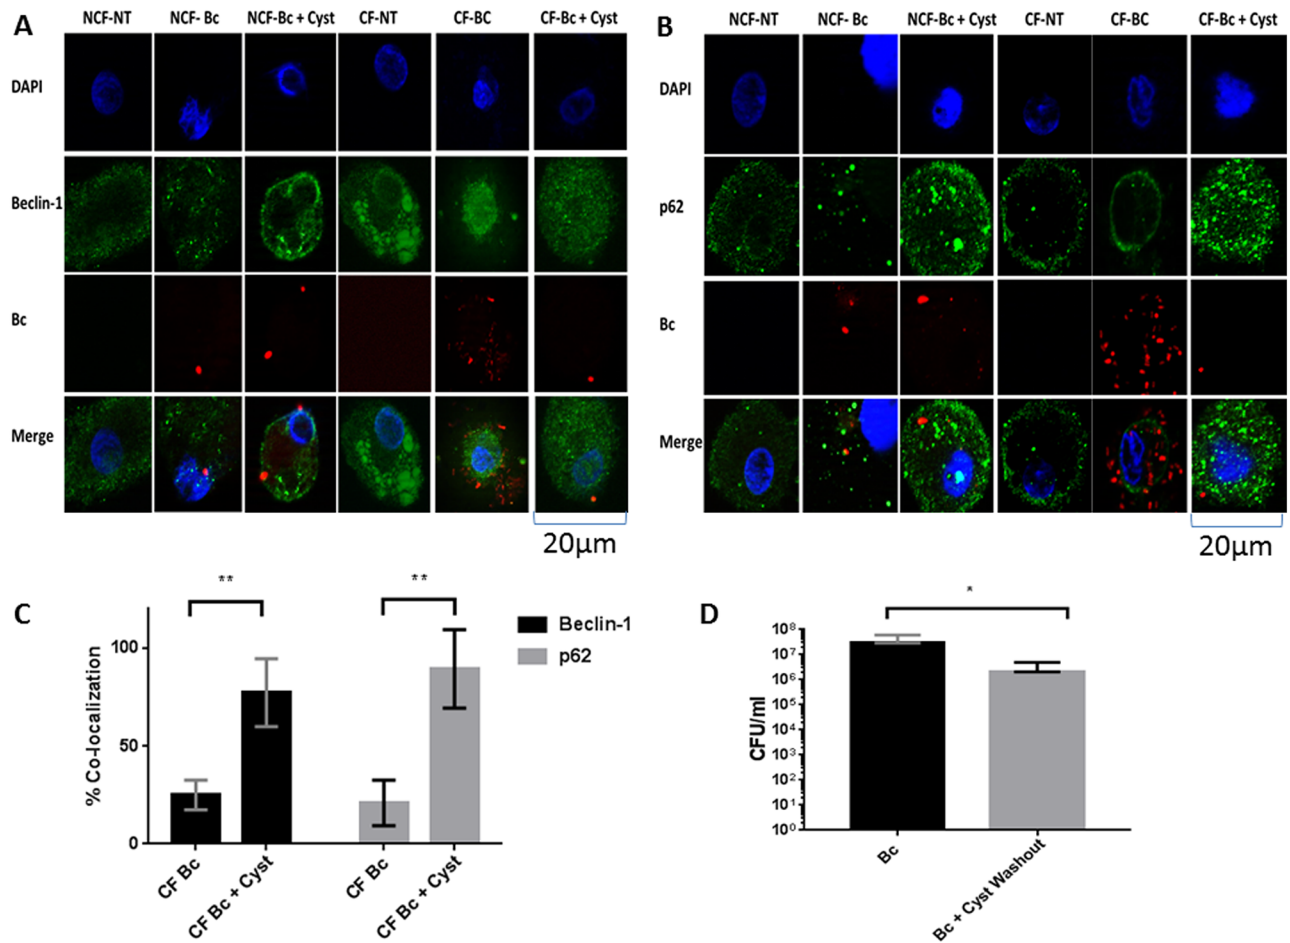 A
NCF-NT NCF- Bc NCF-Bc + Cyst CF-NT CF-BC CF-Bc + Cyst
DAPI
Beclin-1
Bc
Merge
20µm
B
NCF-NT NCF- Bc NCF-Bc + Cyst CF-NT CF-BC CF-Bc + Cyst
DAPI
p62
Bc
Merge
20µm
C
** **
Beclin-1
p62
% Co-localization
100
50
0
CF Bc
CF Bc + Cyst
CF Bc
CF Bc + Cyst
D
*
CFU/ml
10⁸
10⁷
10⁶
10⁵
10⁴
10³
10²
10¹
10⁰
Bc
Bc + Cyst Washout